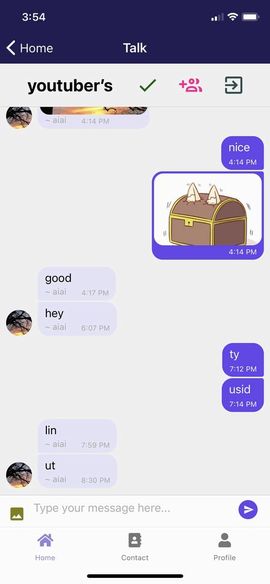 3:54
Home
Talk
youtuber's
~ aiai 4:14 PM
nice
4:14 PM
4:14 PM
good
~ aiai 4:17 PM
hey
~ aiai 6:07 PM
ty
7:12 PM
usid
7:14 PM
lin
~ aiai 7:59 PM
ut
~ aiai 8:30 PM
Type your message here...
Home
Contact
Profile